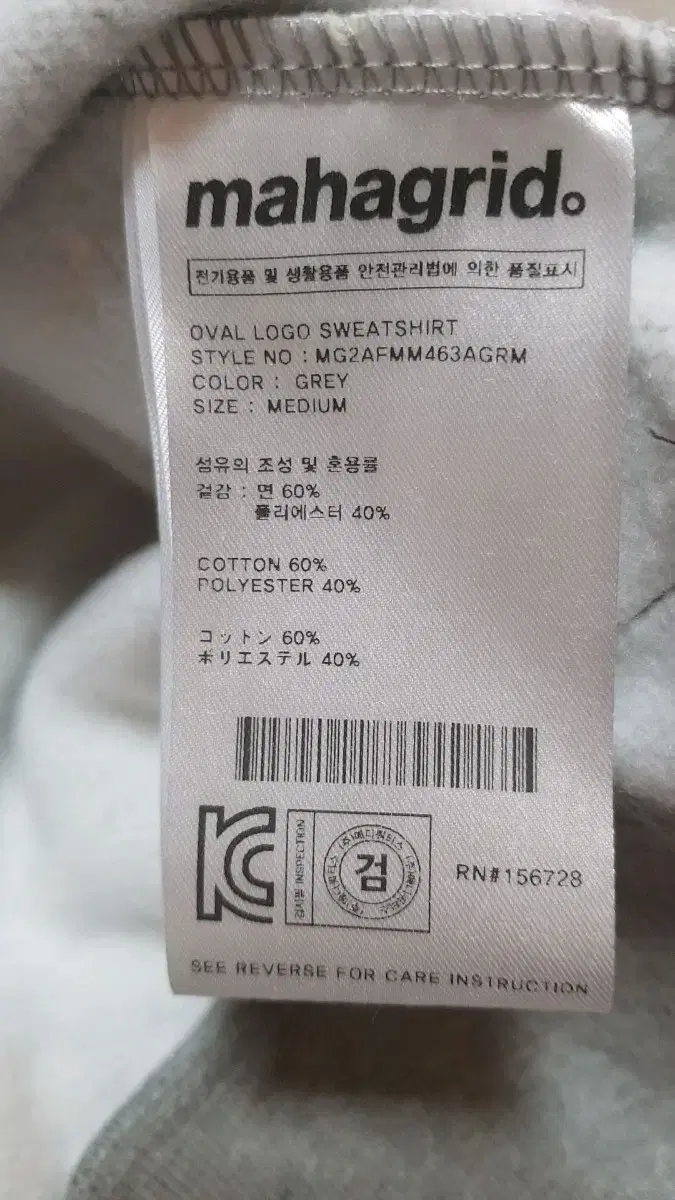 mahagrid.
전기용품 및 생활용품 안전관리법에 의한 품질표시
OVAL LOGO SWEATSHIRT
STYLE NO : MG2AFMM463AGRM
COLOR : GREY
SIZE : MEDIUM
섬유의 조성 및 혼용률
겉감 : 면 60%
폴리에스터 40%
COTTON 60%
POLYESTER 40%
コットン 60%
ポリエステル 40%
KC
INSPECTION
검
RN#156728
SEE REVERSE FOR CARE INSTRUCTION